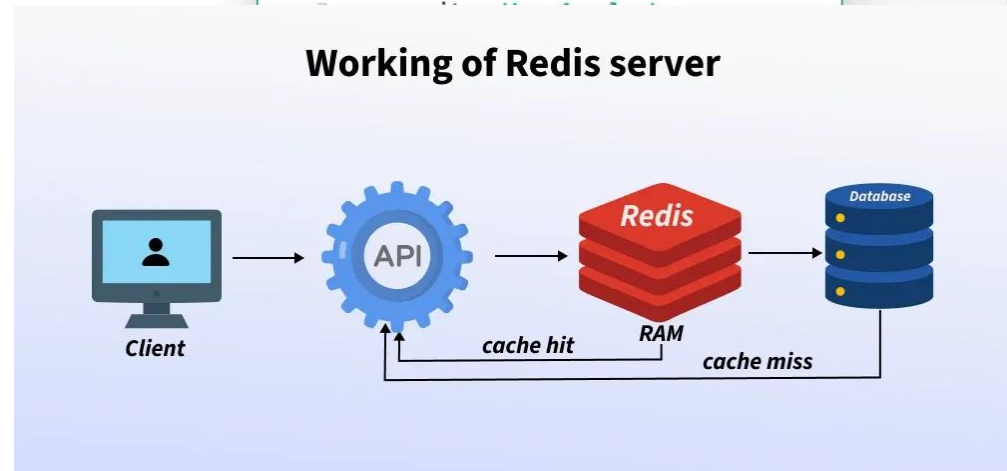 Working of Redis server
Client
API
Redis
RAM
Database
cache hit
cache miss